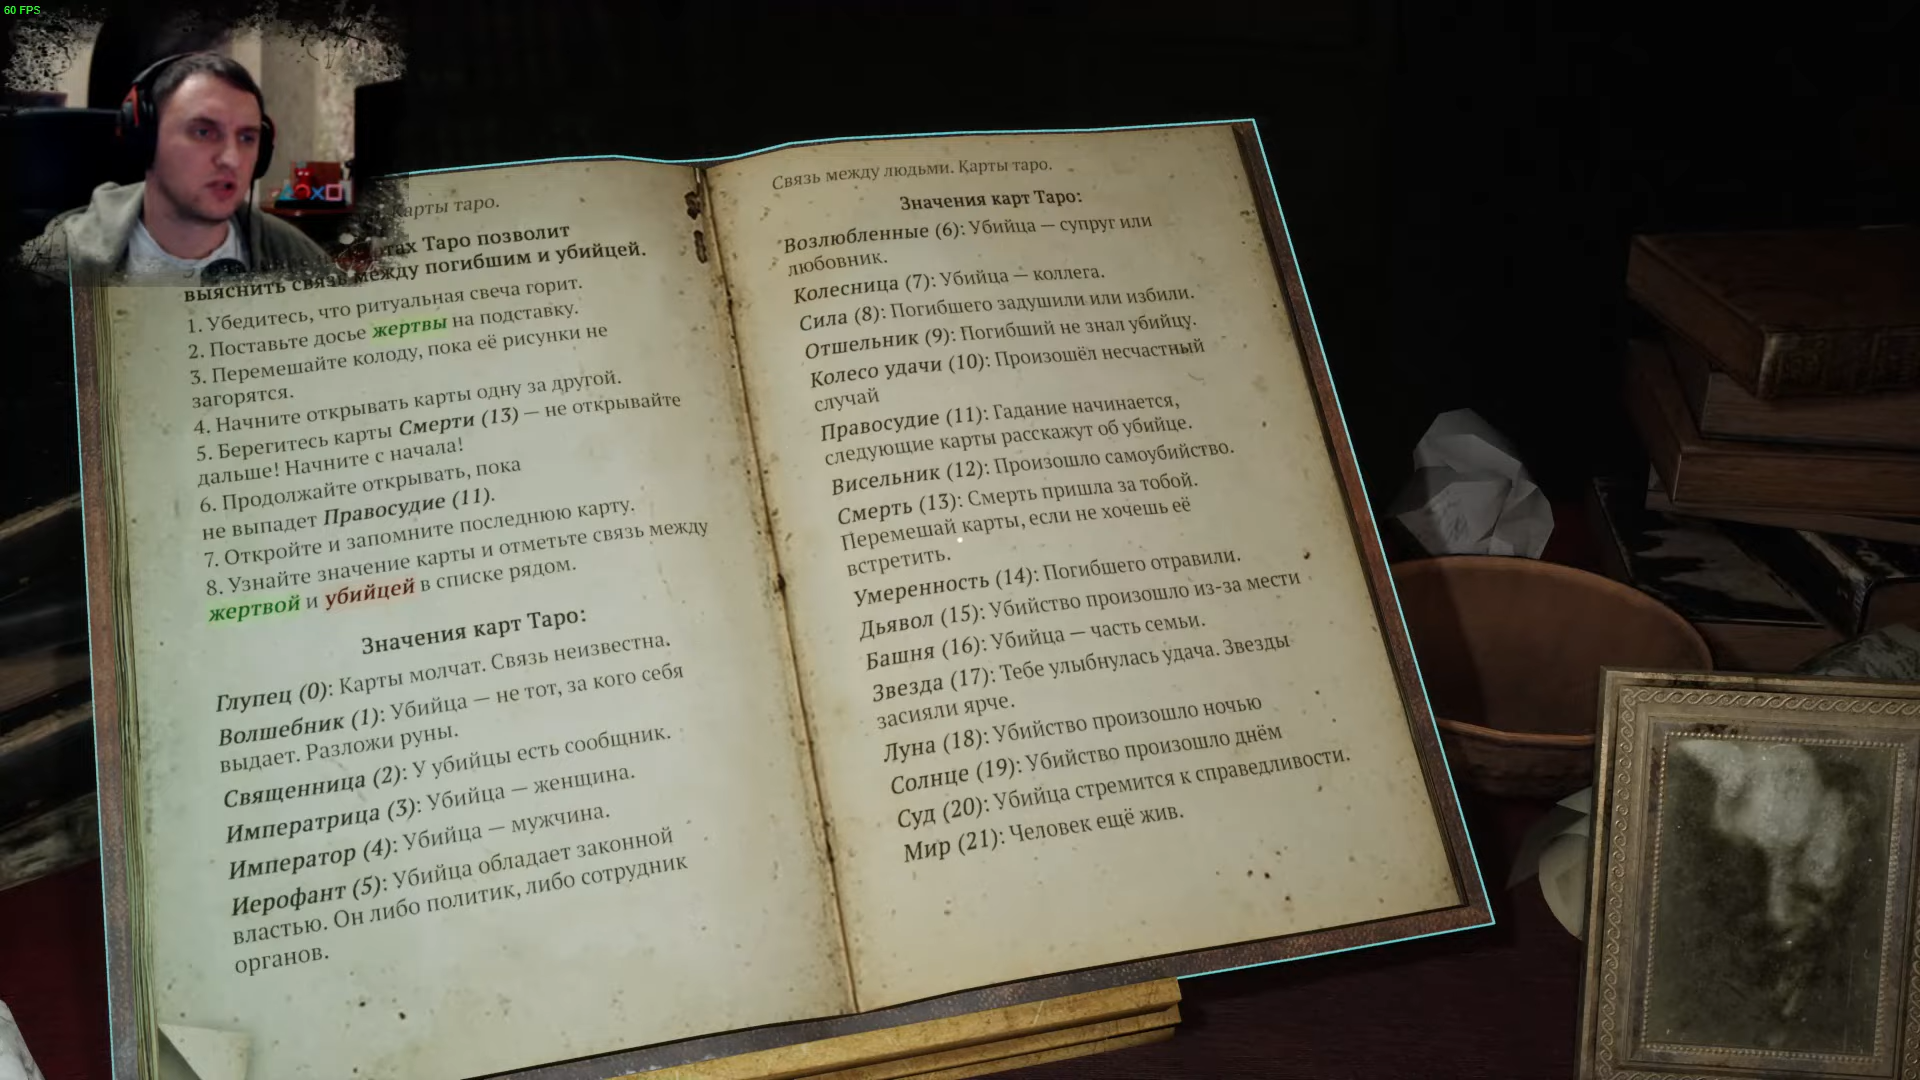 60 FPS
Карты таро.
Таро позволит
выяснить связь между погибшим и убийцей.
1. Убедитесь, что ритуальная свеча горит.
2. Поставьте досье жертвы на подставку.
3. Перемешайте колоду, пока её рисунки не
загорятся.
4. Начните открывать карты одну за другой.
5. Берегитесь карты Смерти (13) — не открывайте
дальше! Начните с начала!
6. Продолжайте открывать, пока
не выпадет Правосудие (11).
7. Откройте и запомните последнюю карту.
8. Узнайте значение карты и отметьте связь между
жертвой и убийцей в списке рядом.
Значения карт Таро:
Глупец (0): Карты молчат. Связь неизвестна.
Волшебник (1): Убийца — не тот, за кого себя
выдает. Разложи руны.
Священница (2): У убийцы есть сообщник.
Императрица (3): Убийца — женщина.
Император (4): Убийца — мужчина.
Иерофант (5): Убийца обладает законной
властью. Он либо политик, либо сотрудник
органов.
Связь между людьми. Карты таро.
Значения карт Таро:
Возлюбленные (6): Убийца — супруг или
любовник.
Колесница (7): Убийца — коллега.
Сила (8): Погибшего задушили или избили.
Отшельник (9): Погибший не знал убийцу.
Колесо удачи (10): Произошёл несчастный
случай
Правосудие (11): Гадание начинается,
следующие карты расскажут об убийце.
Висельник (12): Произошло самоубийство.
Смерть (13): Смерть пришла за тобой.
Перемешай карты, если не хочешь её
встретить.
Умеренность (14): Погибшего отравили.
Дьявол (15): Убийство произошло из-за мести
Башня (16): Убийца — часть семьи.
Звезда (17): Тебе улыбнулась удача. Звезды
засияли ярче.
Луна (18): Убийство произошло ночью
Солнце (19): Убийство произошло днём
Суд (20): Убийца стремится к справедливости.
Мир (21): Человек ещё жив.